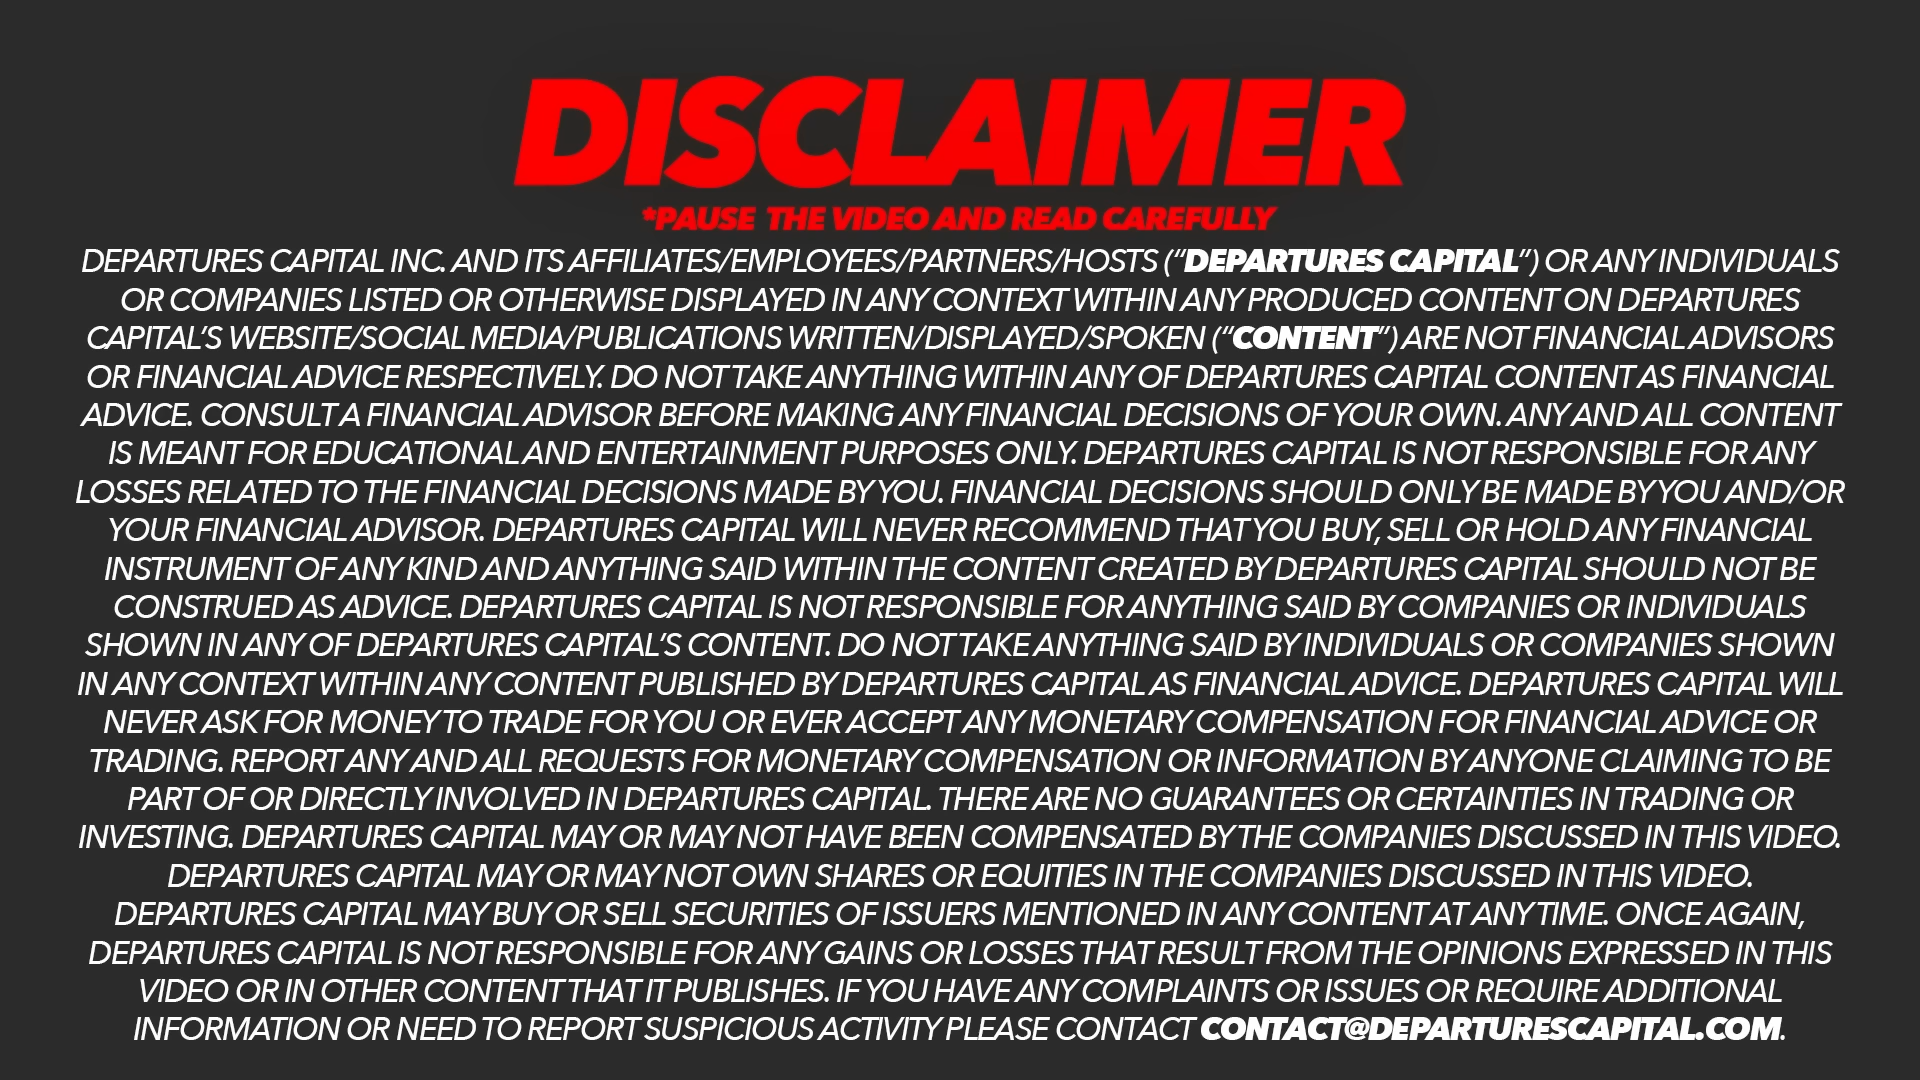 DISCLAIMER
*PAUSE THE VIDEO AND READ CAREFULLY
DEPARTURES CAPITAL INC. AND ITS AFFILIATES/EMPLOYEES/PARTNERS/HOSTS (“DEPARTURES CAPITAL”) OR ANY INDIVIDUALS
OR COMPANIES LISTED OR OTHERWISE DISPLAYED IN ANY CONTEXT WITHIN ANY PRODUCED CONTENT ON DEPARTURES
CAPITAL’S WEBSITE/SOCIAL MEDIA/PUBLICATIONS WRITTEN/DISPLAYED/SPOKEN (“CONTENT”) ARE NOT FINANCIAL ADVISORS
OR FINANCIAL ADVICE RESPECTIVELY. DO NOT TAKE ANYTHING WITHIN ANY OF DEPARTURES CAPITAL CONTENT AS FINANCIAL
ADVICE. CONSULT A FINANCIAL ADVISOR BEFORE MAKING ANY FINANCIAL DECISIONS OF YOUR OWN. ANY AND ALL CONTENT
IS MEANT FOR EDUCATIONAL AND ENTERTAINMENT PURPOSES ONLY. DEPARTURES CAPITAL IS NOT RESPONSIBLE FOR ANY
LOSSES RELATED TO THE FINANCIAL DECISIONS MADE BY YOU. FINANCIAL DECISIONS SHOULD ONLY BE MADE BY YOU AND/OR
YOUR FINANCIAL ADVISOR. DEPARTURES CAPITAL WILL NEVER RECOMMEND THAT YOU BUY, SELL OR HOLD ANY FINANCIAL
INSTRUMENT OF ANY KIND AND ANYTHING SAID WITHIN THE CONTENT CREATED BY DEPARTURES CAPITAL SHOULD NOT BE
CONSTRUED AS ADVICE. DEPARTURES CAPITAL IS NOT RESPONSIBLE FOR ANYTHING SAID BY COMPANIES OR INDIVIDUALS
SHOWN IN ANY OF DEPARTURES CAPITAL’S CONTENT. DO NOT TAKE ANYTHING SAID BY INDIVIDUALS OR COMPANIES SHOWN
IN ANY CONTEXT WITHIN ANY CONTENT PUBLISHED BY DEPARTURES CAPITAL AS FINANCIAL ADVICE. DEPARTURES CAPITAL WILL
NEVER ASK FOR MONEY TO TRADE FOR YOU OR EVER ACCEPT ANY MONETARY COMPENSATION FOR FINANCIAL ADVICE OR
TRADING. REPORT ANY AND ALL REQUESTS FOR MONETARY COMPENSATION OR INFORMATION BY ANYONE CLAIMING TO BE
PART OF OR DIRECTLY INVOLVED IN DEPARTURES CAPITAL. THERE ARE NO GUARANTEES OR CERTAINTIES IN TRADING OR
INVESTING. DEPARTURES CAPITAL MAY OR MAY NOT HAVE BEEN COMPENSATED BY THE COMPANIES DISCUSSED IN THIS VIDEO.
DEPARTURES CAPITAL MAY OR MAY NOT OWN SHARES OR EQUITIES IN THE COMPANIES DISCUSSED IN THIS VIDEO.
DEPARTURES CAPITAL MAY BUY OR SELL SECURITIES OF ISSUERS MENTIONED IN ANY CONTENT AT ANY TIME. ONCE AGAIN,
DEPARTURES CAPITAL IS NOT RESPONSIBLE FOR ANY GAINS OR LOSSES THAT RESULT FROM THE OPINIONS EXPRESSED IN THIS
VIDEO OR IN OTHER CONTENT THAT IT PUBLISHES. IF YOU HAVE ANY COMPLAINTS OR ISSUES OR REQUIRE ADDITIONAL
INFORMATION OR NEED TO REPORT SUSPICIOUS ACTIVITY PLEASE CONTACT CONTACT@DEPARTURESCAPITAL.COM.